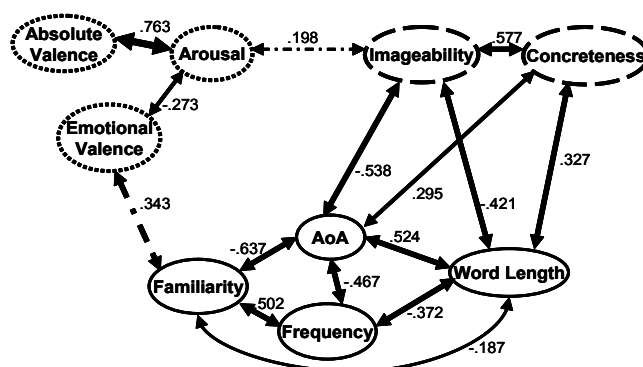 Absolute
Valence
.763
Arousal
.198
Imageability
.577
Concreteness
-.273
Emotional
Valence
-.538
.295
-.421
.327
.343
-.637
AoA
.524
Familiarity
-.467
Word Length
.502
Frequency
-.372
-.187